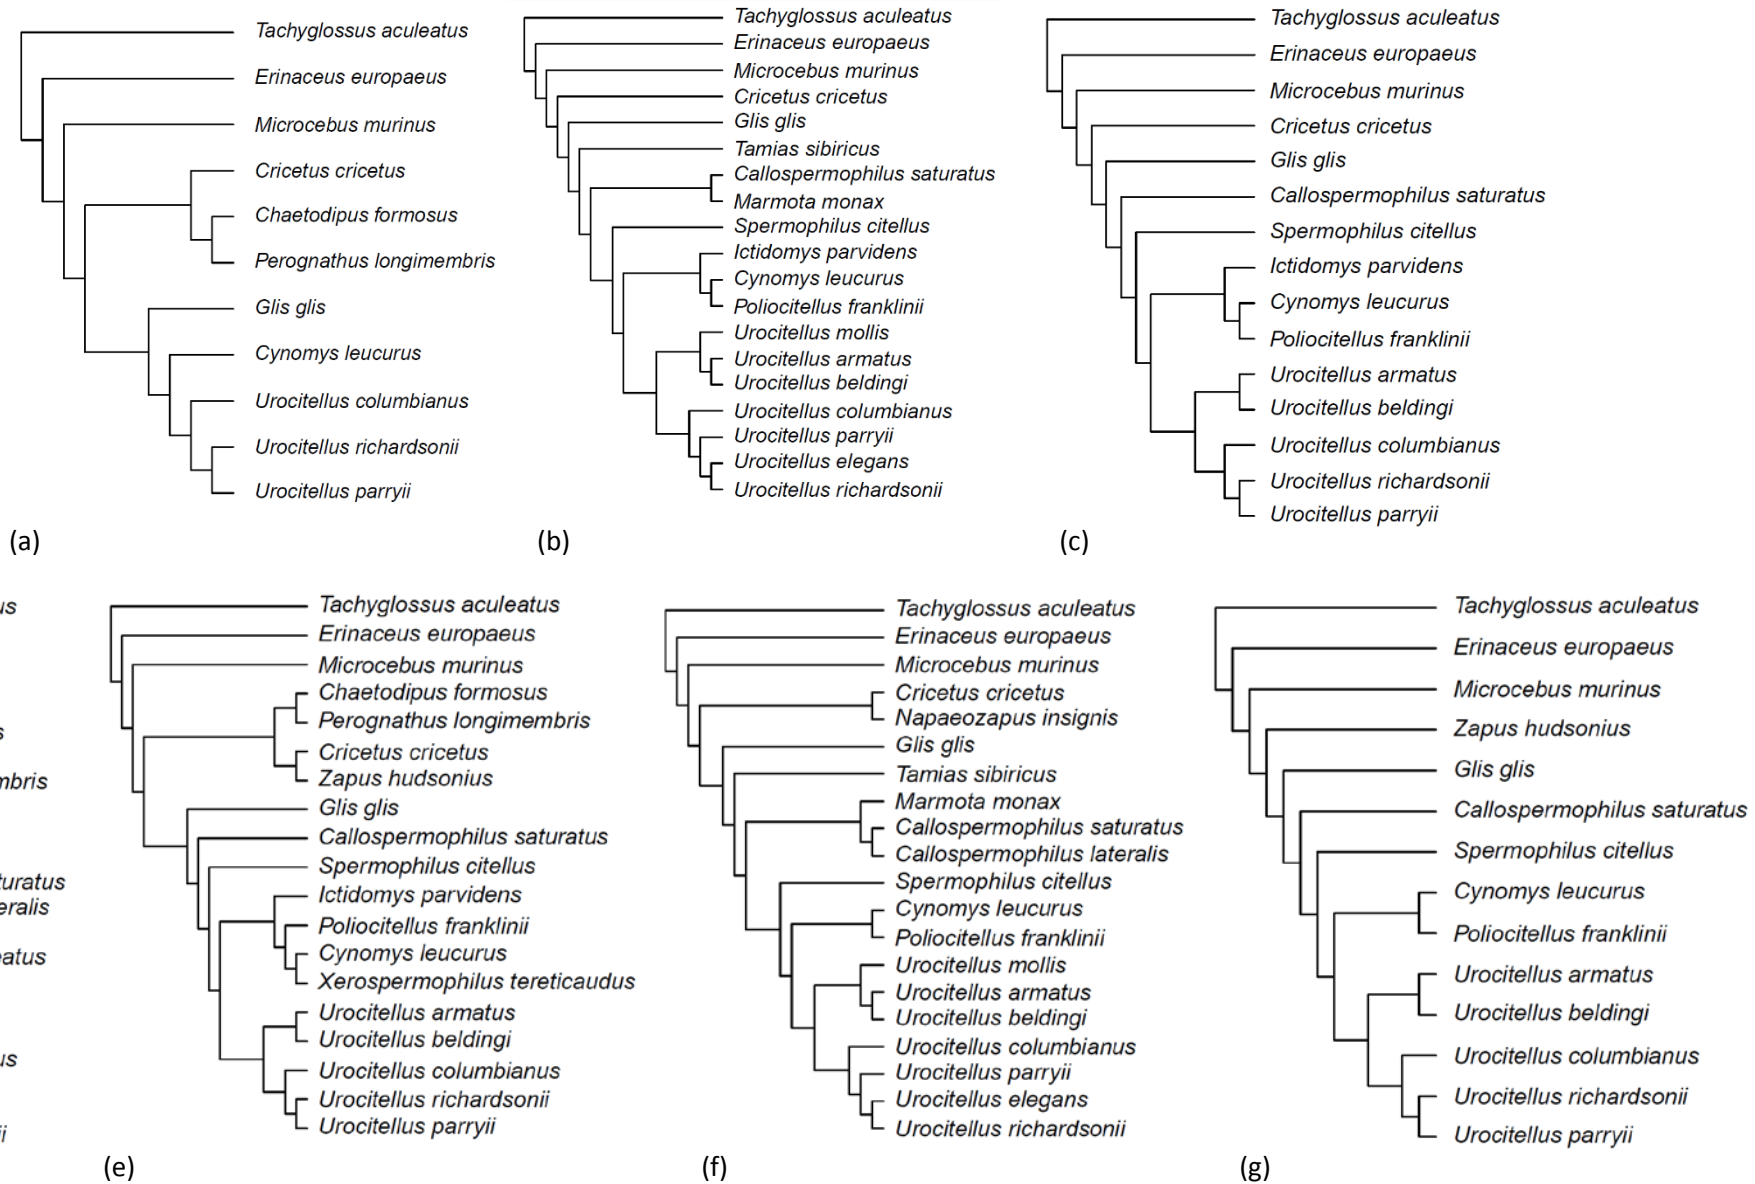 Tachyglossus aculeatus
Erinaceus europaeus
Microcebus murinus
Cricetus cricetus
Chaetodipus formosus
Perognathus longimembris
Glis glis
Cynomys leucurus
Urocitellus columbianus
Urocitellus richardsonii
Urocitellus parryii
(a)
Tachyglossus aculeatus
Erinaceus europaeus
Microcebus murinus
Cricetus cricetus
Glis glis
Tamias sibiricus
Callospermophilus saturatus
Marmota monax
Spermophilus citellus
Ictidomys parvidens
Cynomys leucurus
Poliocitellus franklinii
Urocitellus mollis
Urocitellus armatus
Urocitellus beldingi
Urocitellus columbianus
Urocitellus parryii
Urocitellus elegans
Urocitellus richardsonii
(b)
Tachyglossus aculeatus
Erinaceus europaeus
Microcebus murinus
Cricetus cricetus
Glis glis
Callospermophilus saturatus
Spermophilus citellus
Ictidomys parvidens
Cynomys leucurus
Poliocitellus franklinii
Urocitellus armatus
Urocitellus beldingi
Urocitellus columbianus
Urocitellus richardsonii
Urocitellus parryii
(c)
us
s
mbris
turatus
eralis
eatus
us
ii
Tachyglossus aculeatus
Erinaceus europaeus
Microcebus murinus
Chaetodipus formosus
Perognathus longimembris
Cricetus cricetus
Zapus hudsonius
Glis glis
Callospermophilus saturatus
Spermophilus citellus
Ictidomys parvidens
Poliocitellus franklinii
Cynomys leucurus
Xerospermophilus tereticaudus
Urocitellus armatus
Urocitellus beldingi
Urocitellus columbianus
Urocitellus richardsonii
Urocitellus parryii
(e)
Tachyglossus aculeatus
Erinaceus europaeus
Microcebus murinus
Cricetus cricetus
Napaeozapus insignis
Glis glis
Tamias sibiricus
Marmota monax
Callospermophilus saturatus
Callospermophilus lateralis
Spermophilus citellus
Cynomys leucurus
Poliocitellus franklinii
Urocitellus mollis
Urocitellus armatus
Urocitellus beldingi
Urocitellus columbianus
Urocitellus parryii
Urocitellus elegans
Urocitellus richardsonii
(f)
Tachyglossus aculeatus
Erinaceus europaeus
Microcebus murinus
Zapus hudsonius
Glis glis
Callospermophilus saturatus
Spermophilus citellus
Cynomys leucurus
Poliocitellus franklinii
Urocitellus armatus
Urocitellus beldingi
Urocitellus columbianus
Urocitellus richardsonii
Urocitellus parryii
(g)